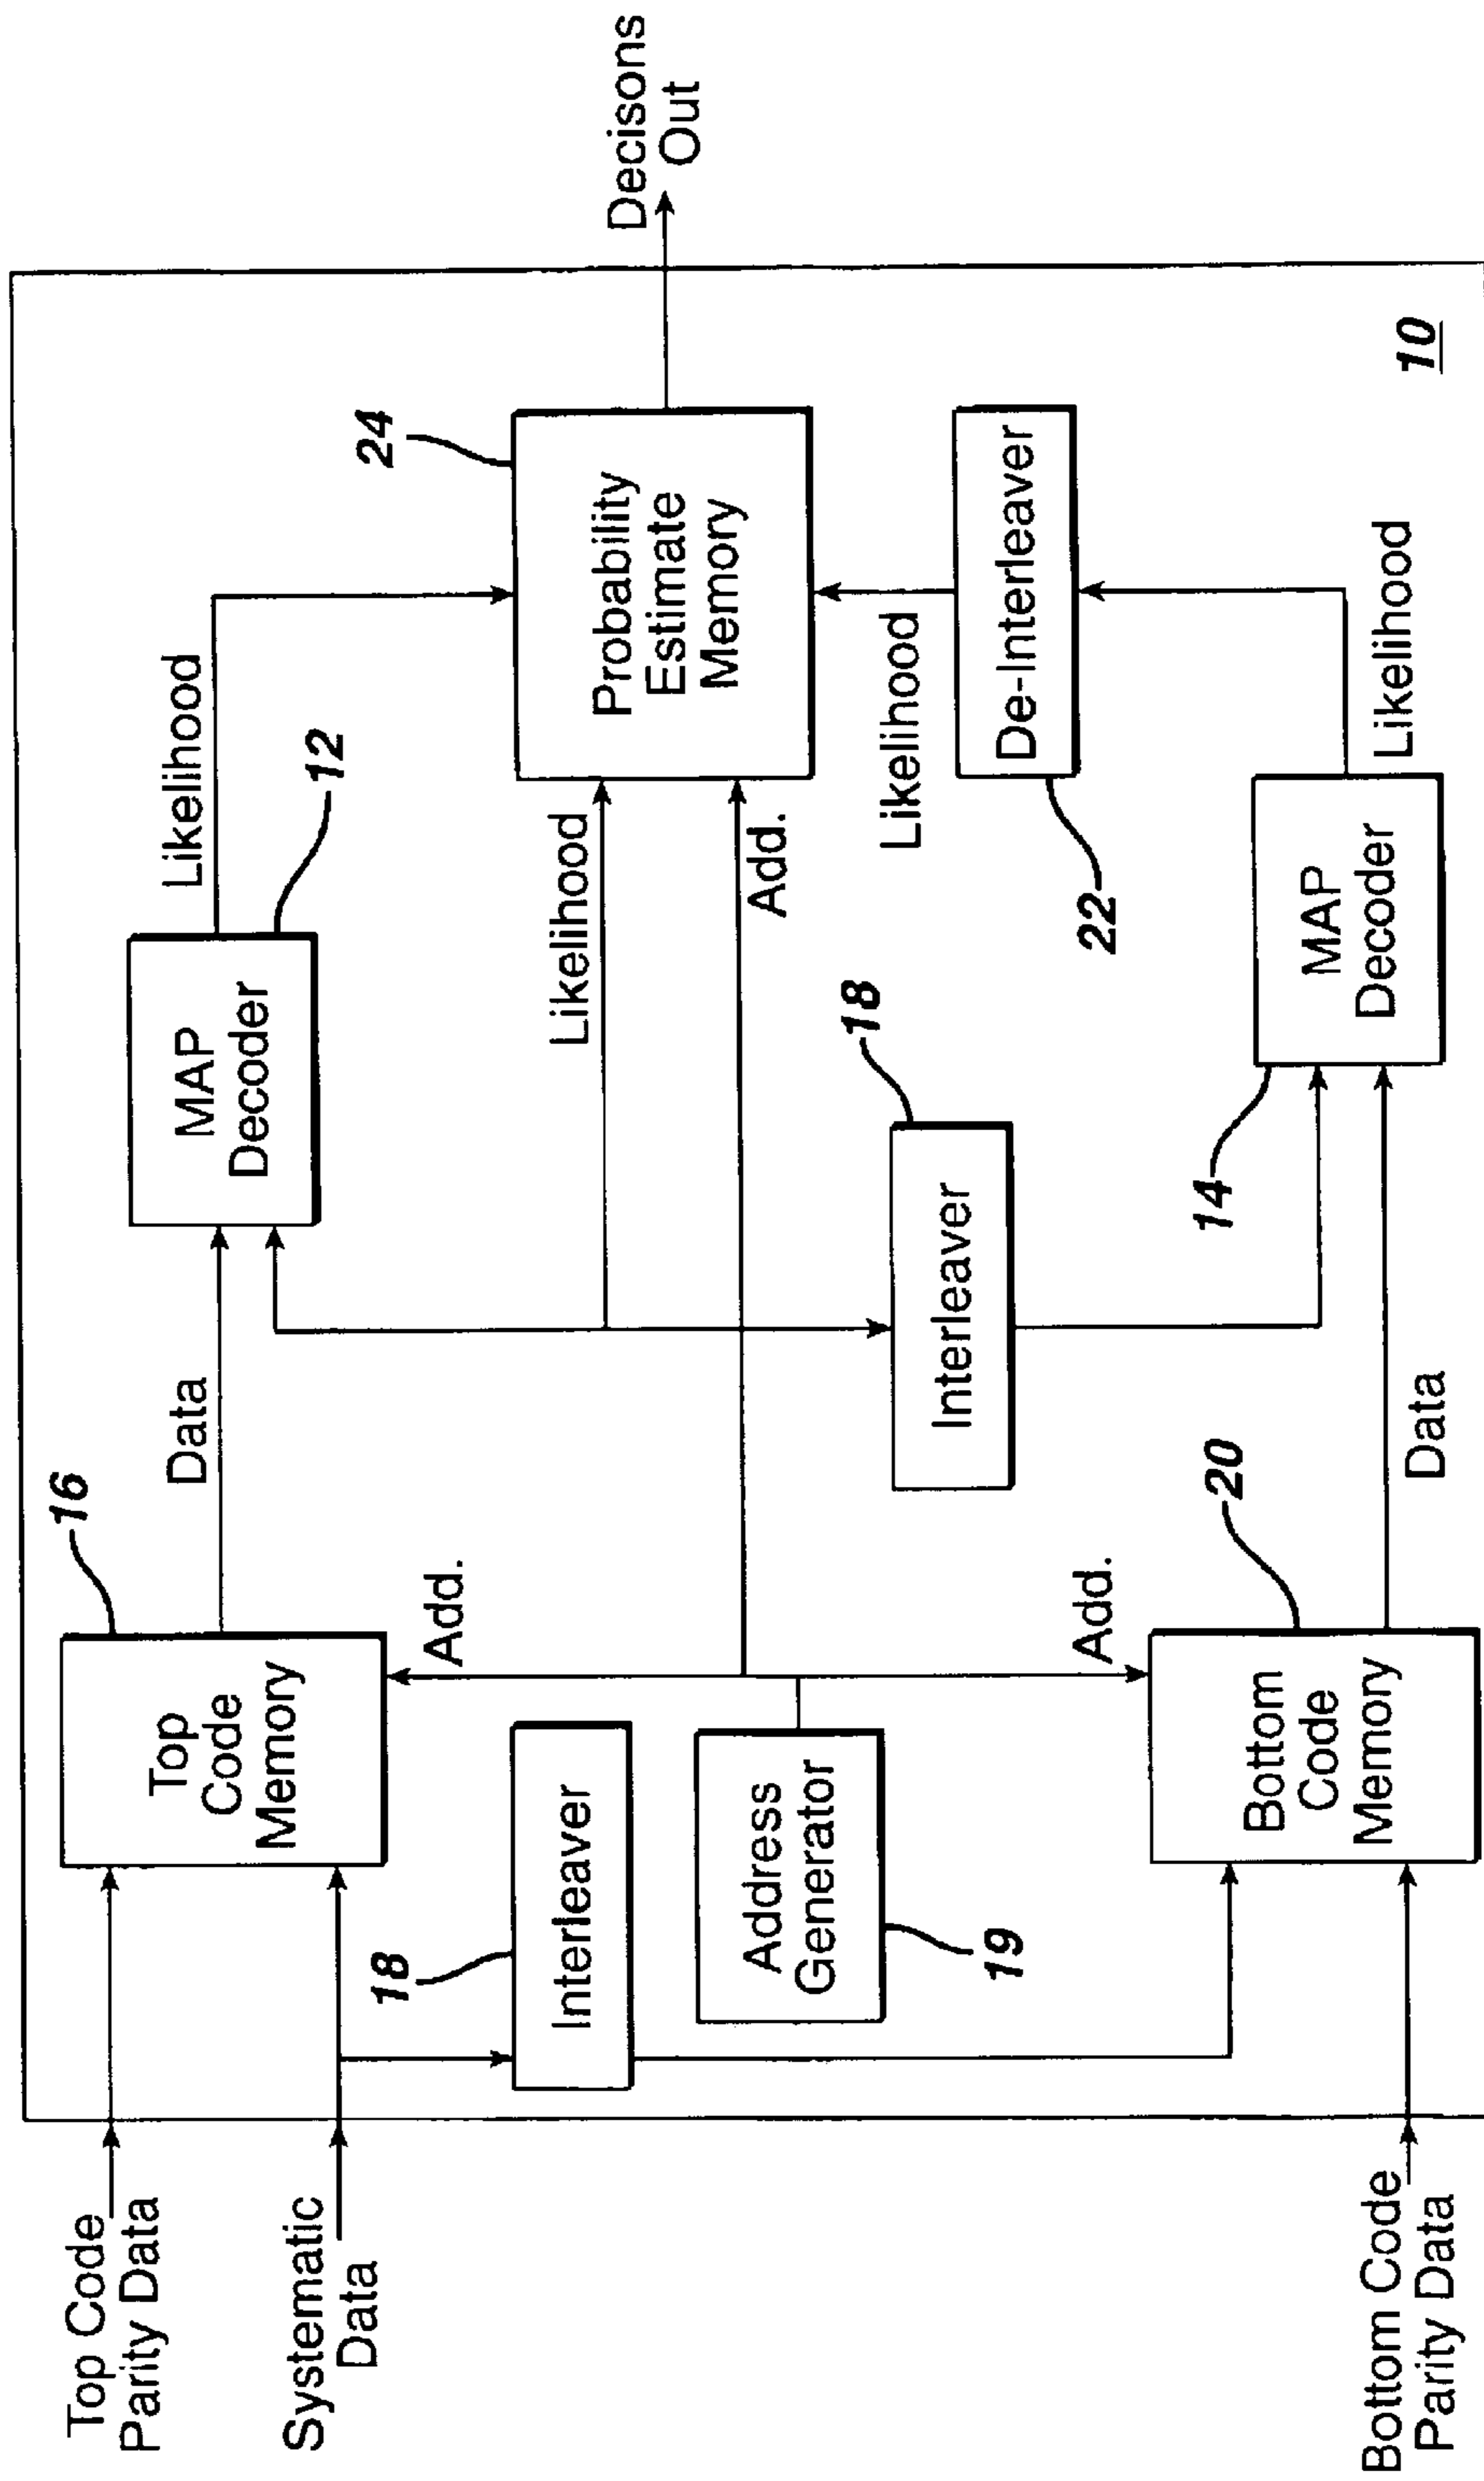 Top Code
Parity Data
Systematic
Data
Bottom Code
Parity Data
Top
Code
Memory
16
Add.
Data
MAP
Decoder
12
Likelihood
18
Interleaver
Address
Generator
19
Likelihood
Add.
Probability
Estimate
Memory
24
Decisons
Out
Interleaver
18
Likelihood
De-Interleaver
22
Add.
Bottom
Code
Memory
20
Data
MAP
Decoder
14
Likelihood
10